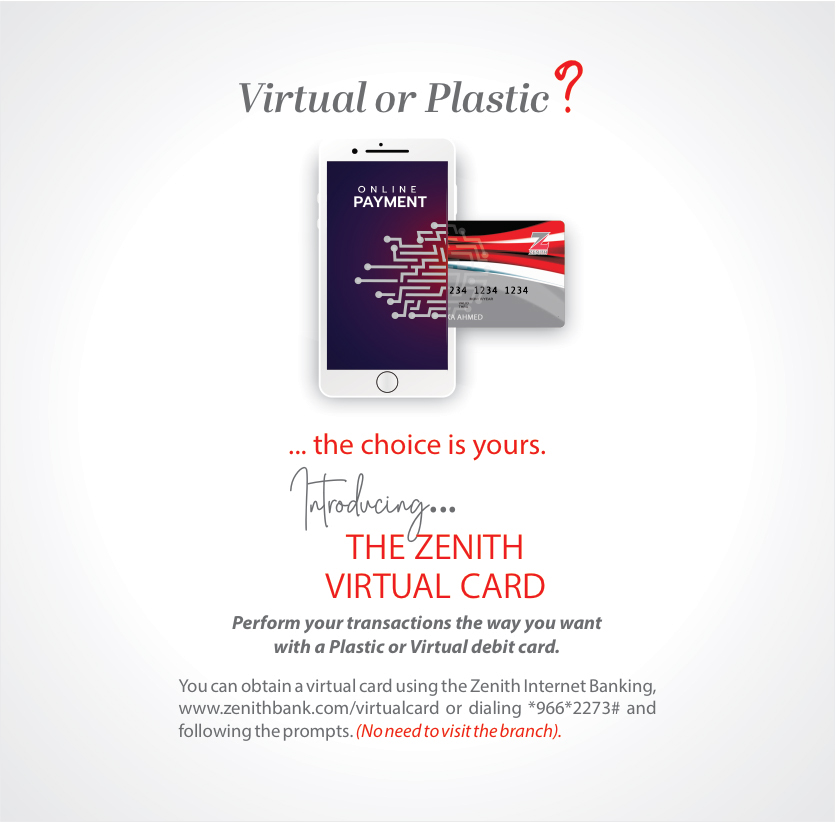 Virtual or Plastic?
ONLINE
PAYMENT
ZENITH
234 1234 1234
TA AHMED
... the choice is yours.
Introducing...
THE ZENITH
VIRTUAL CARD
Perform your transactions the way you want
with a Plastic or Virtual debit card.
You can obtain a virtual card using the Zenith Internet Banking,
www.zenithbank.com/virtualcard or dialing *966*2273# and
following the prompts. (No need to visit the branch).